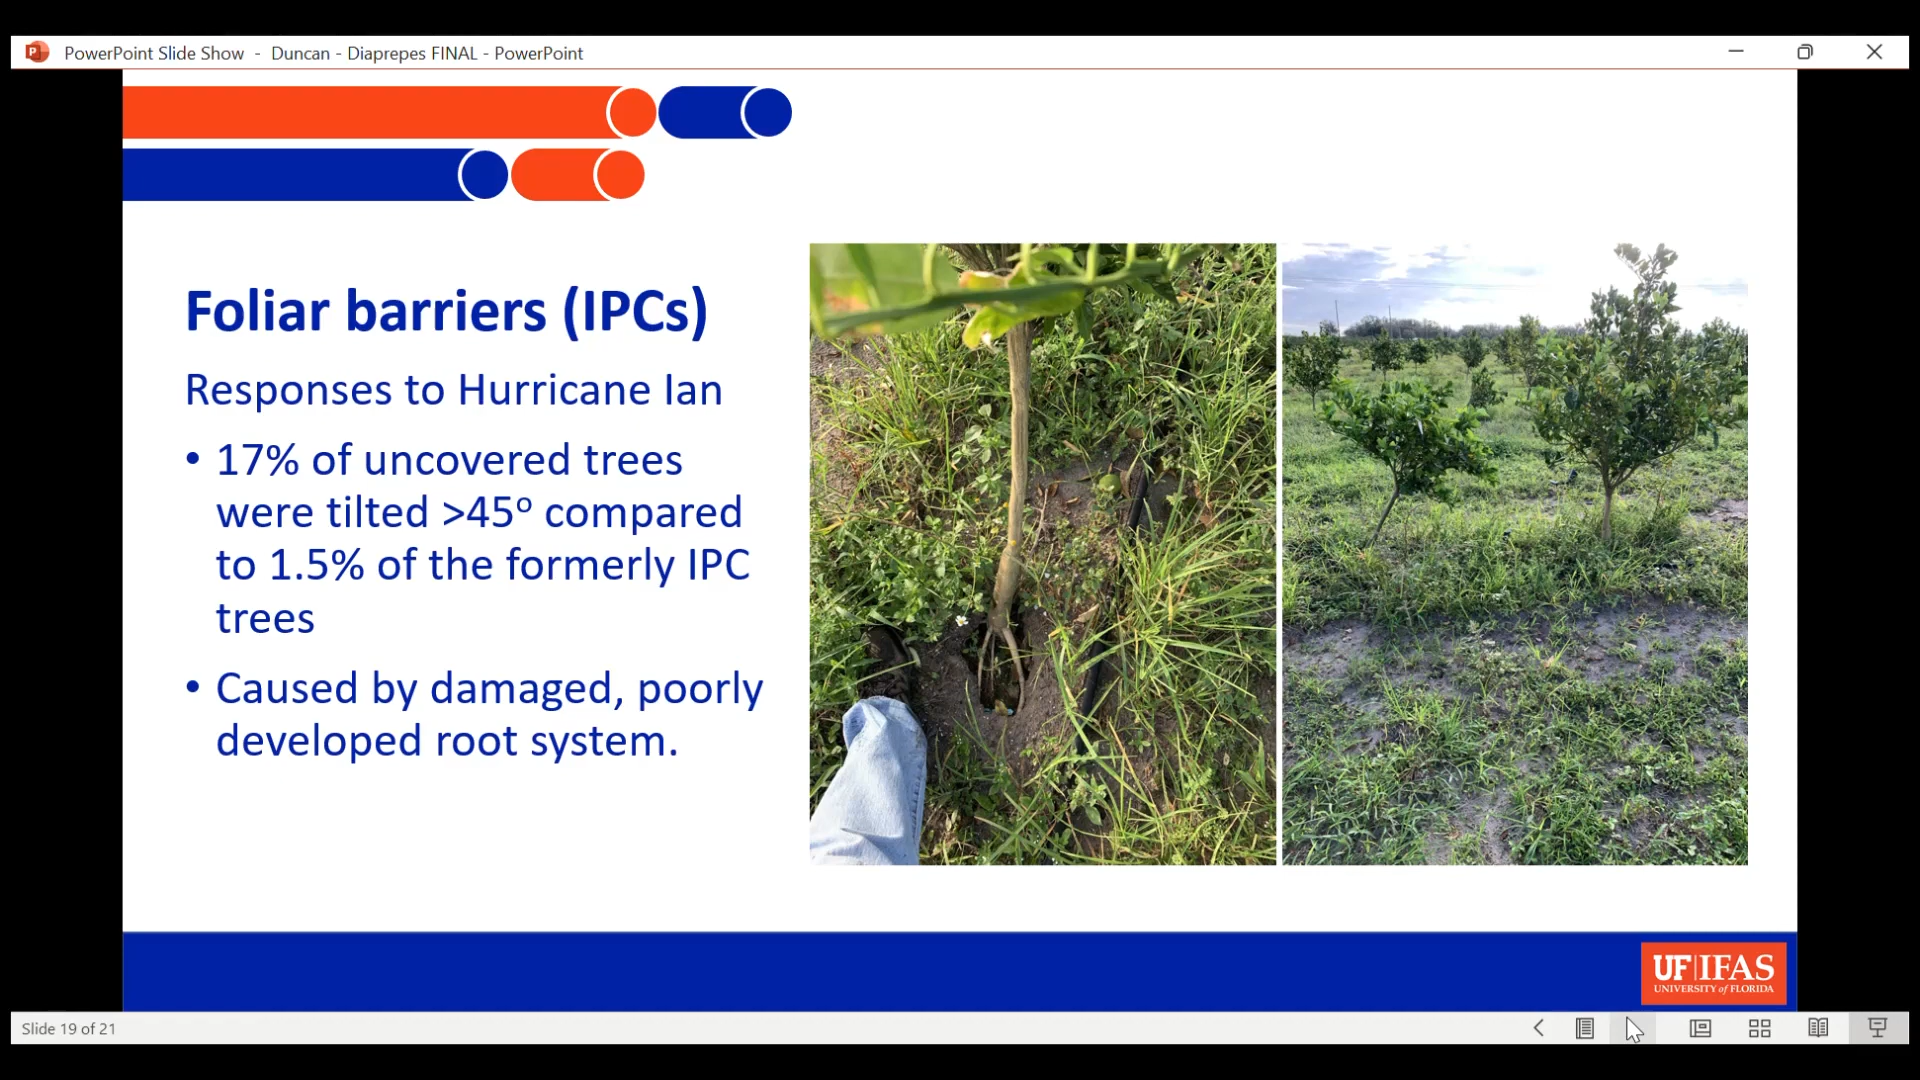 PowerPoint Slide Show - Duncan - Diaprepes FINAL - PowerPoint
Foliar barriers (IPCs)
Responses to Hurricane Ian
• 17% of uncovered trees
were tilted >45º compared
to 1.5% of the formerly IPC
trees
• Caused by damaged, poorly
developed root system.
UF|IFAS
UNIVERSITY of FLORIDA
Slide 19 of 21